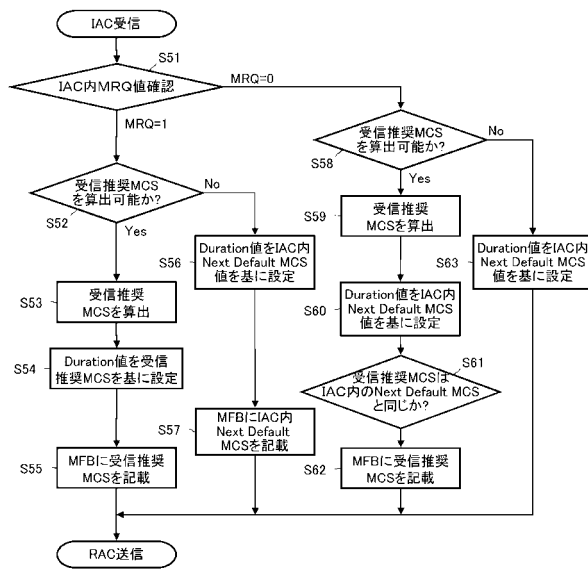 IAC受信
S51
IAC内MRQ値確認
MRQ=0
MRQ=1
受信推奨MCS
を算出可能か?
No
S52
Yes
受信推奨MCS
を算出可能か?
No
S58
Yes
S53
受信推奨
MCSを算出
S54
Duration値を受信
推奨MCSを基に設定
S55
MFBに受信推奨
MCSを記載
S56
Duration値をIAC内
Next Default MCS
値を基に設定
S57
MFBにIAC内
Next Default
MCSを記載
S59
受信推奨
MCSを算出
S60
Duration値をIAC内
Next Default MCS
値を基に設定
S61
受信推奨MCSは
IAC内のNext Default MCS
と同じか?
S62
MFBに受信推奨
MCSを記載
S63
Duration値をIAC内
Next Default MCS
値を基に設定
RAC送信